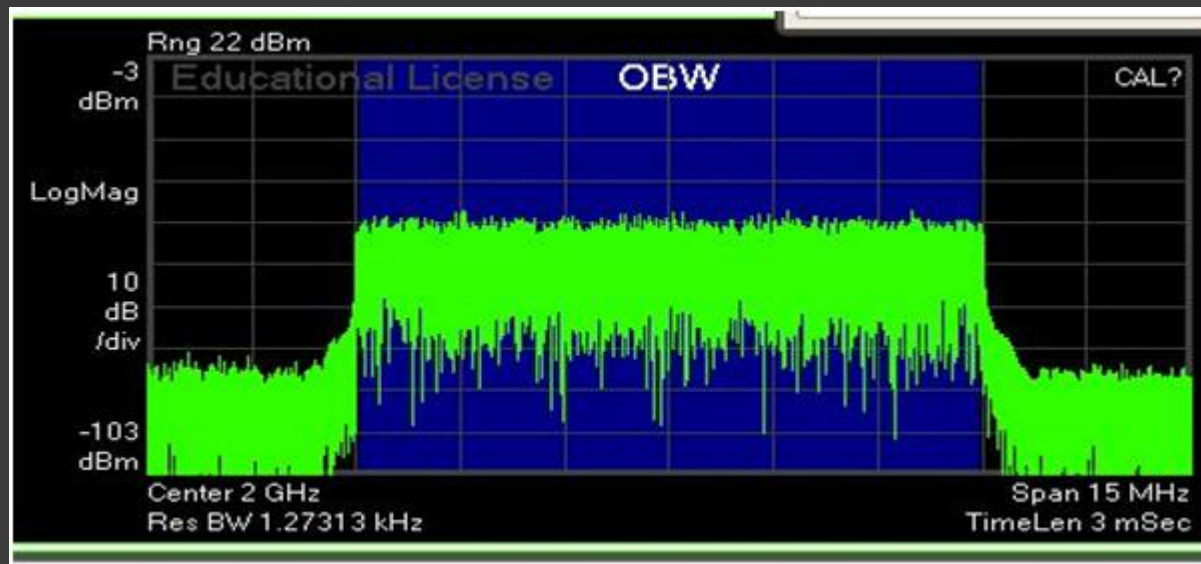 Rng 22 dBm
-3
dBm
Educational License
OBW
CAL?
LogMag
10
dB
/div
-103
dBm
Center 2 GHz
Span 15 MHz
Res BW 1.27313 kHz
TimeLen 3 mSec